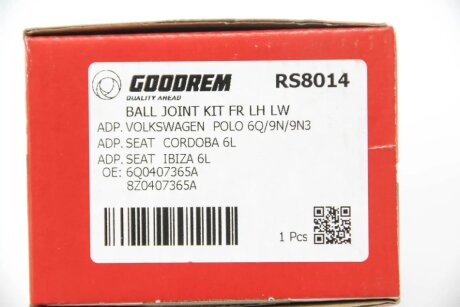 GOODREM RS8014
QUALITY AHEAD
BALL JOINT KIT FR LH LW
ADP. VOLKSWAGEN POLO 6Q/9N/9N3
ADP. SEAT CORDOBA 6L
ADP. SEAT IBIZA 6L
OE: 6Q0407365A
8Z0407365A
1 Pcs